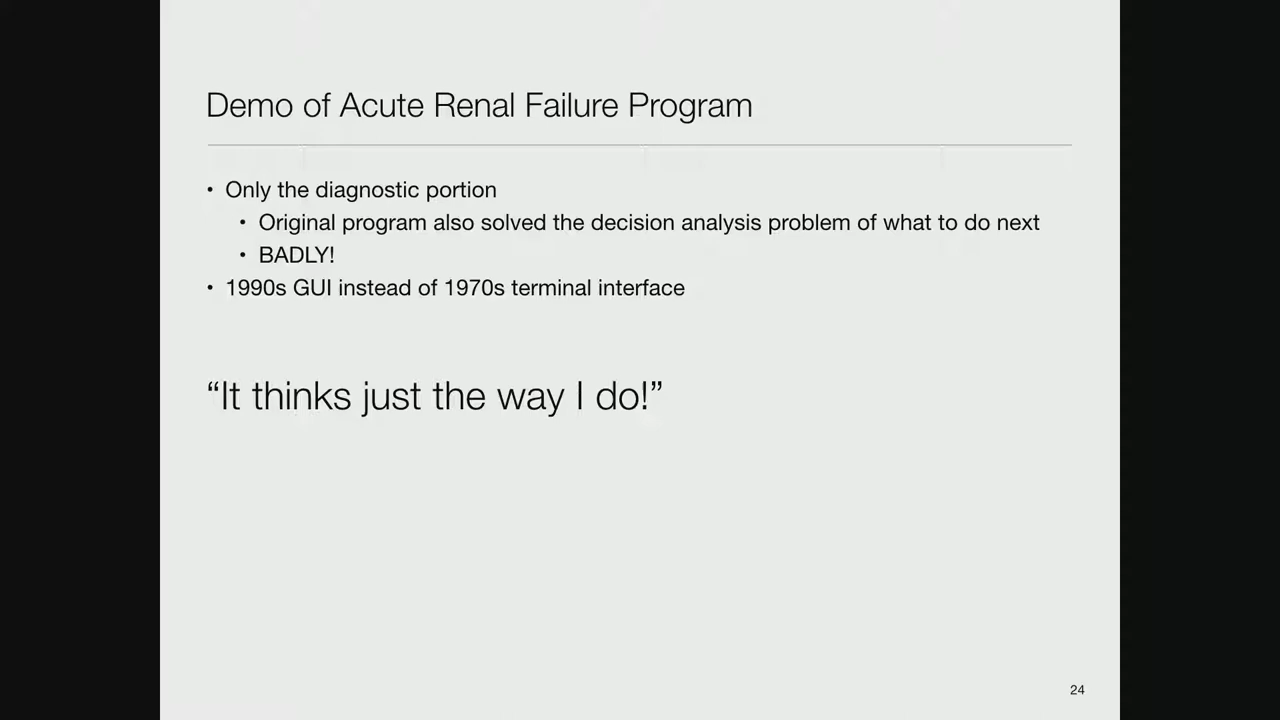 Demo of Acute Renal Failure Program
• Only the diagnostic portion
• Original program also solved the decision analysis problem of what to do next
• BADLY!
• 1990s GUI instead of 1970s terminal interface
“It thinks just the way I do!”
24